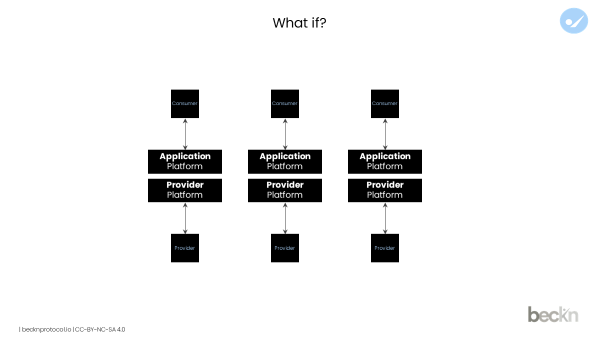 What if?
Consumer
Consumer
Consumer
Application
Platform
Application
Platform
Application
Platform
Provider
Platform
Provider
Platform
Provider
Platform
Provider
Provider
Provider
beckn
| becknprotocol.io | CC-BY-NC-SA 4.0